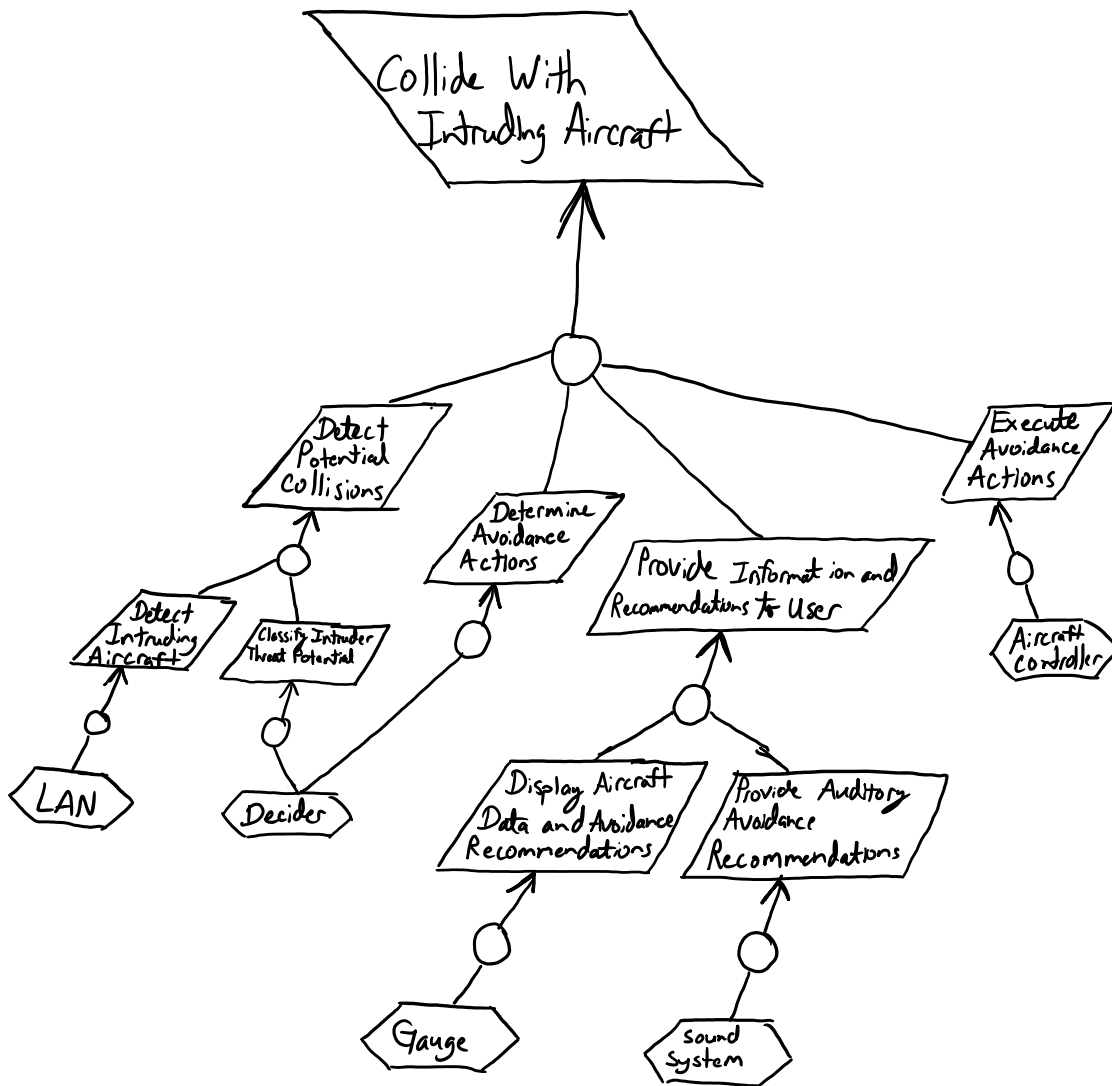 Collide With
Intruding Aircraft
Detect
Potential
Collisions
Execute
Avoidance
Actions
Determine
Avoidance
Actions
Provide Information and
Recommendations to User
Detect
Intruding
Aircraft
Classify Intruder
Threat Potential
Aircraft
Controller
LAN
Decider
Display Aircraft
Data and Avoidance
Recommendations
Provide Auditory
Avoidance
Recommendations
Gauge
Sound
System